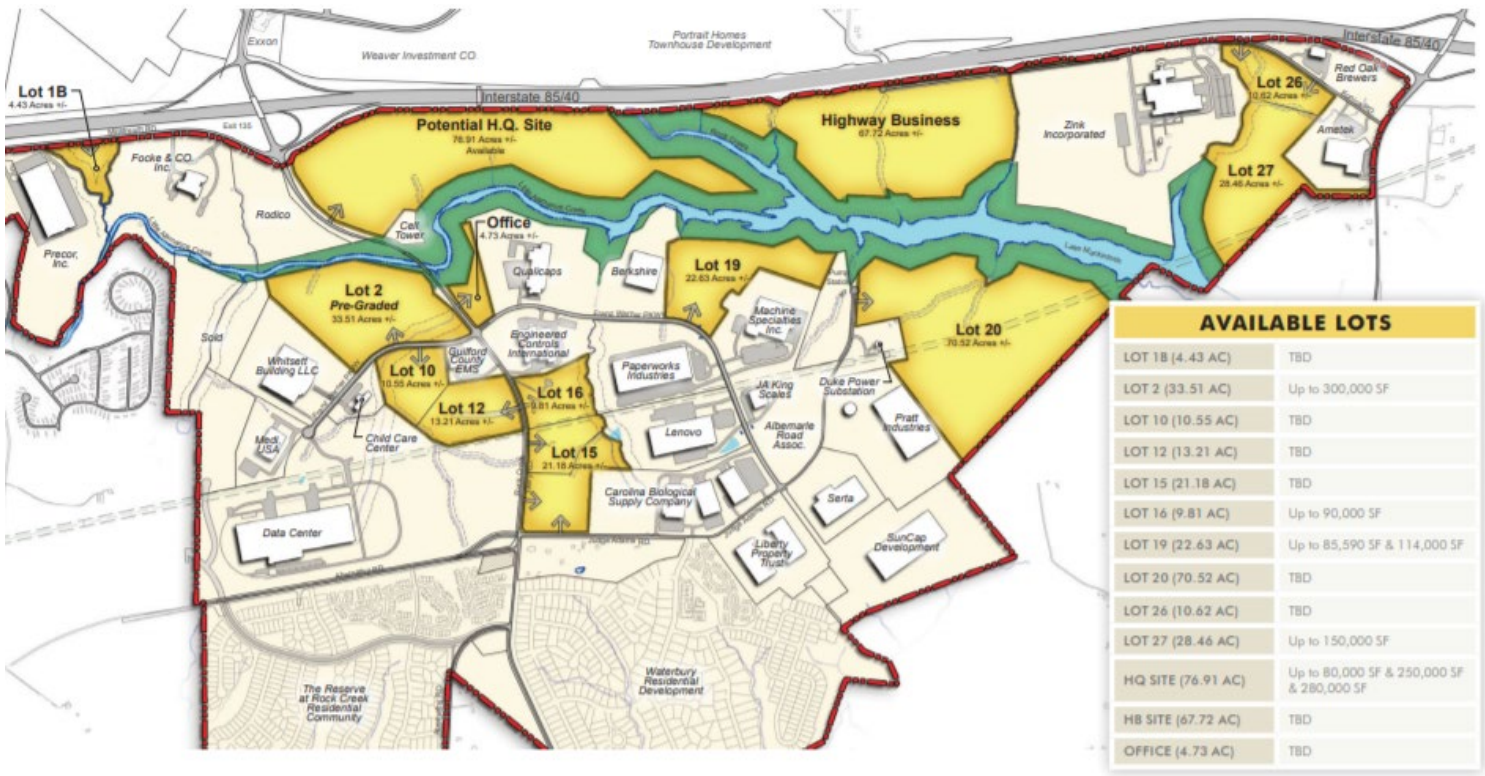 Portrait Homes
Townhouse Development
Exxon
Weaver Investment CO
Interstate 85/40
Red Oak
Brewers
Lot 1B
4.43 Acres +/-
Interstate 85/40
Lot 26
10.62 Acres +/-
Exit 135
Potential H.Q. Site
76.91 Acres +/-
Available
Highway Business
67.72 Acres +/-
Zink
Incorporated
Ametek
Focke & CO.
Inc.
Lot 27
28.46 Acres +/-
Rodico
Cell
Tower
Office
4.73 Acres +/-
Precor,
Inc.
Qualicaps
Berkshire
Lot 19
22.63 Acres +/-
Lake Mackintosh
Lot 2
Pre-Graded
33.51 Acres +/-
Pump
Station
Machine
Specialties
Inc.
Lot 20
70.52 Acres +/-
Sold
Engineered
Controls
International
Guilford
County
EMS
Whitsett
Building LLC
Lot 10
10.55 Acres +/-
Paperworks
Industries
Lot 16
9.81 Acres +/-
JA King
Scales
Duke Power
Substation
Lot 12
13.21 Acres +/-
Child Care
Center
Medi
USA
Lenovo
Albemarle
Road
Assoc.
Pratt
Industries
Lot 15
21.18 Acres +/-
Carolina Biological
Supply Company
Serta
Data Center
Judge Adams RD.
Judge Adams RD.
Liberty
Property
Trust
SunCap
Development
The Reserve
at Rock Creek
Residential
Community
Waterbury
Residential
Development
AVAILABLE LOTS
LOT 1B (4.43 AC) TBD
LOT 2 (33.51 AC) Up to 300,000 SF
LOT 10 (10.55 AC) TBD
LOT 12 (13.21 AC) TBD
LOT 15 (21.18 AC) TBD
LOT 16 (9.81 AC) Up to 90,000 SF
LOT 19 (22.63 AC) Up to 85,590 SF & 114,000 SF
LOT 20 (70.52 AC) TBD
LOT 26 (10.62 AC) TBD
LOT 27 (28.46 AC) Up to 150,000 SF
HQ SITE (76.91 AC) Up to 80,000 SF & 250,000 SF
& 280,000 SF
HB SITE (67.72 AC) TBD
OFFICE (4.73 AC) TBD